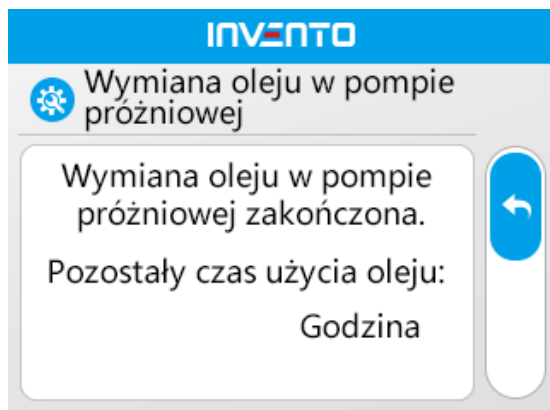 INVENTO
Wymiana oleju w pompie
próżniowej
Wymiana oleju w pompie
próżniowej zakończona.
Pozostały czas użycia oleju:
Godzina